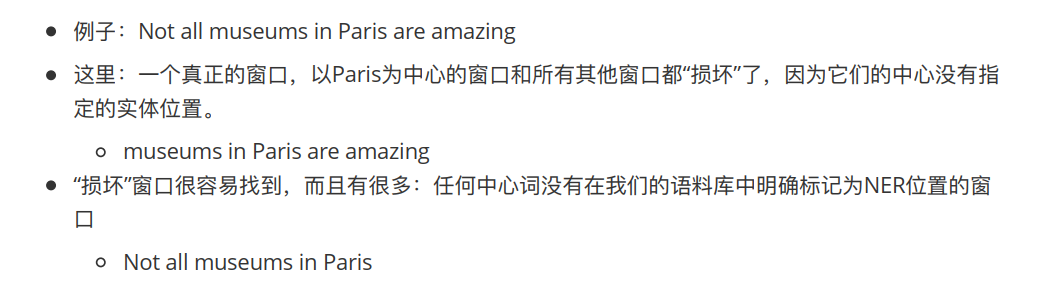 例子：Not all museums in Paris are amazing
这里：一个真正的窗口，以Paris为中心的窗口和所有其他窗口都“损坏”了，因为它们的中心没有指
定的实体位置。
museums in Paris are amazing
“损坏”窗口很容易找到，而且有很多：任何中心词没有在我们的语料库中明确标记为NER位置的窗
口
Not all museums in Paris